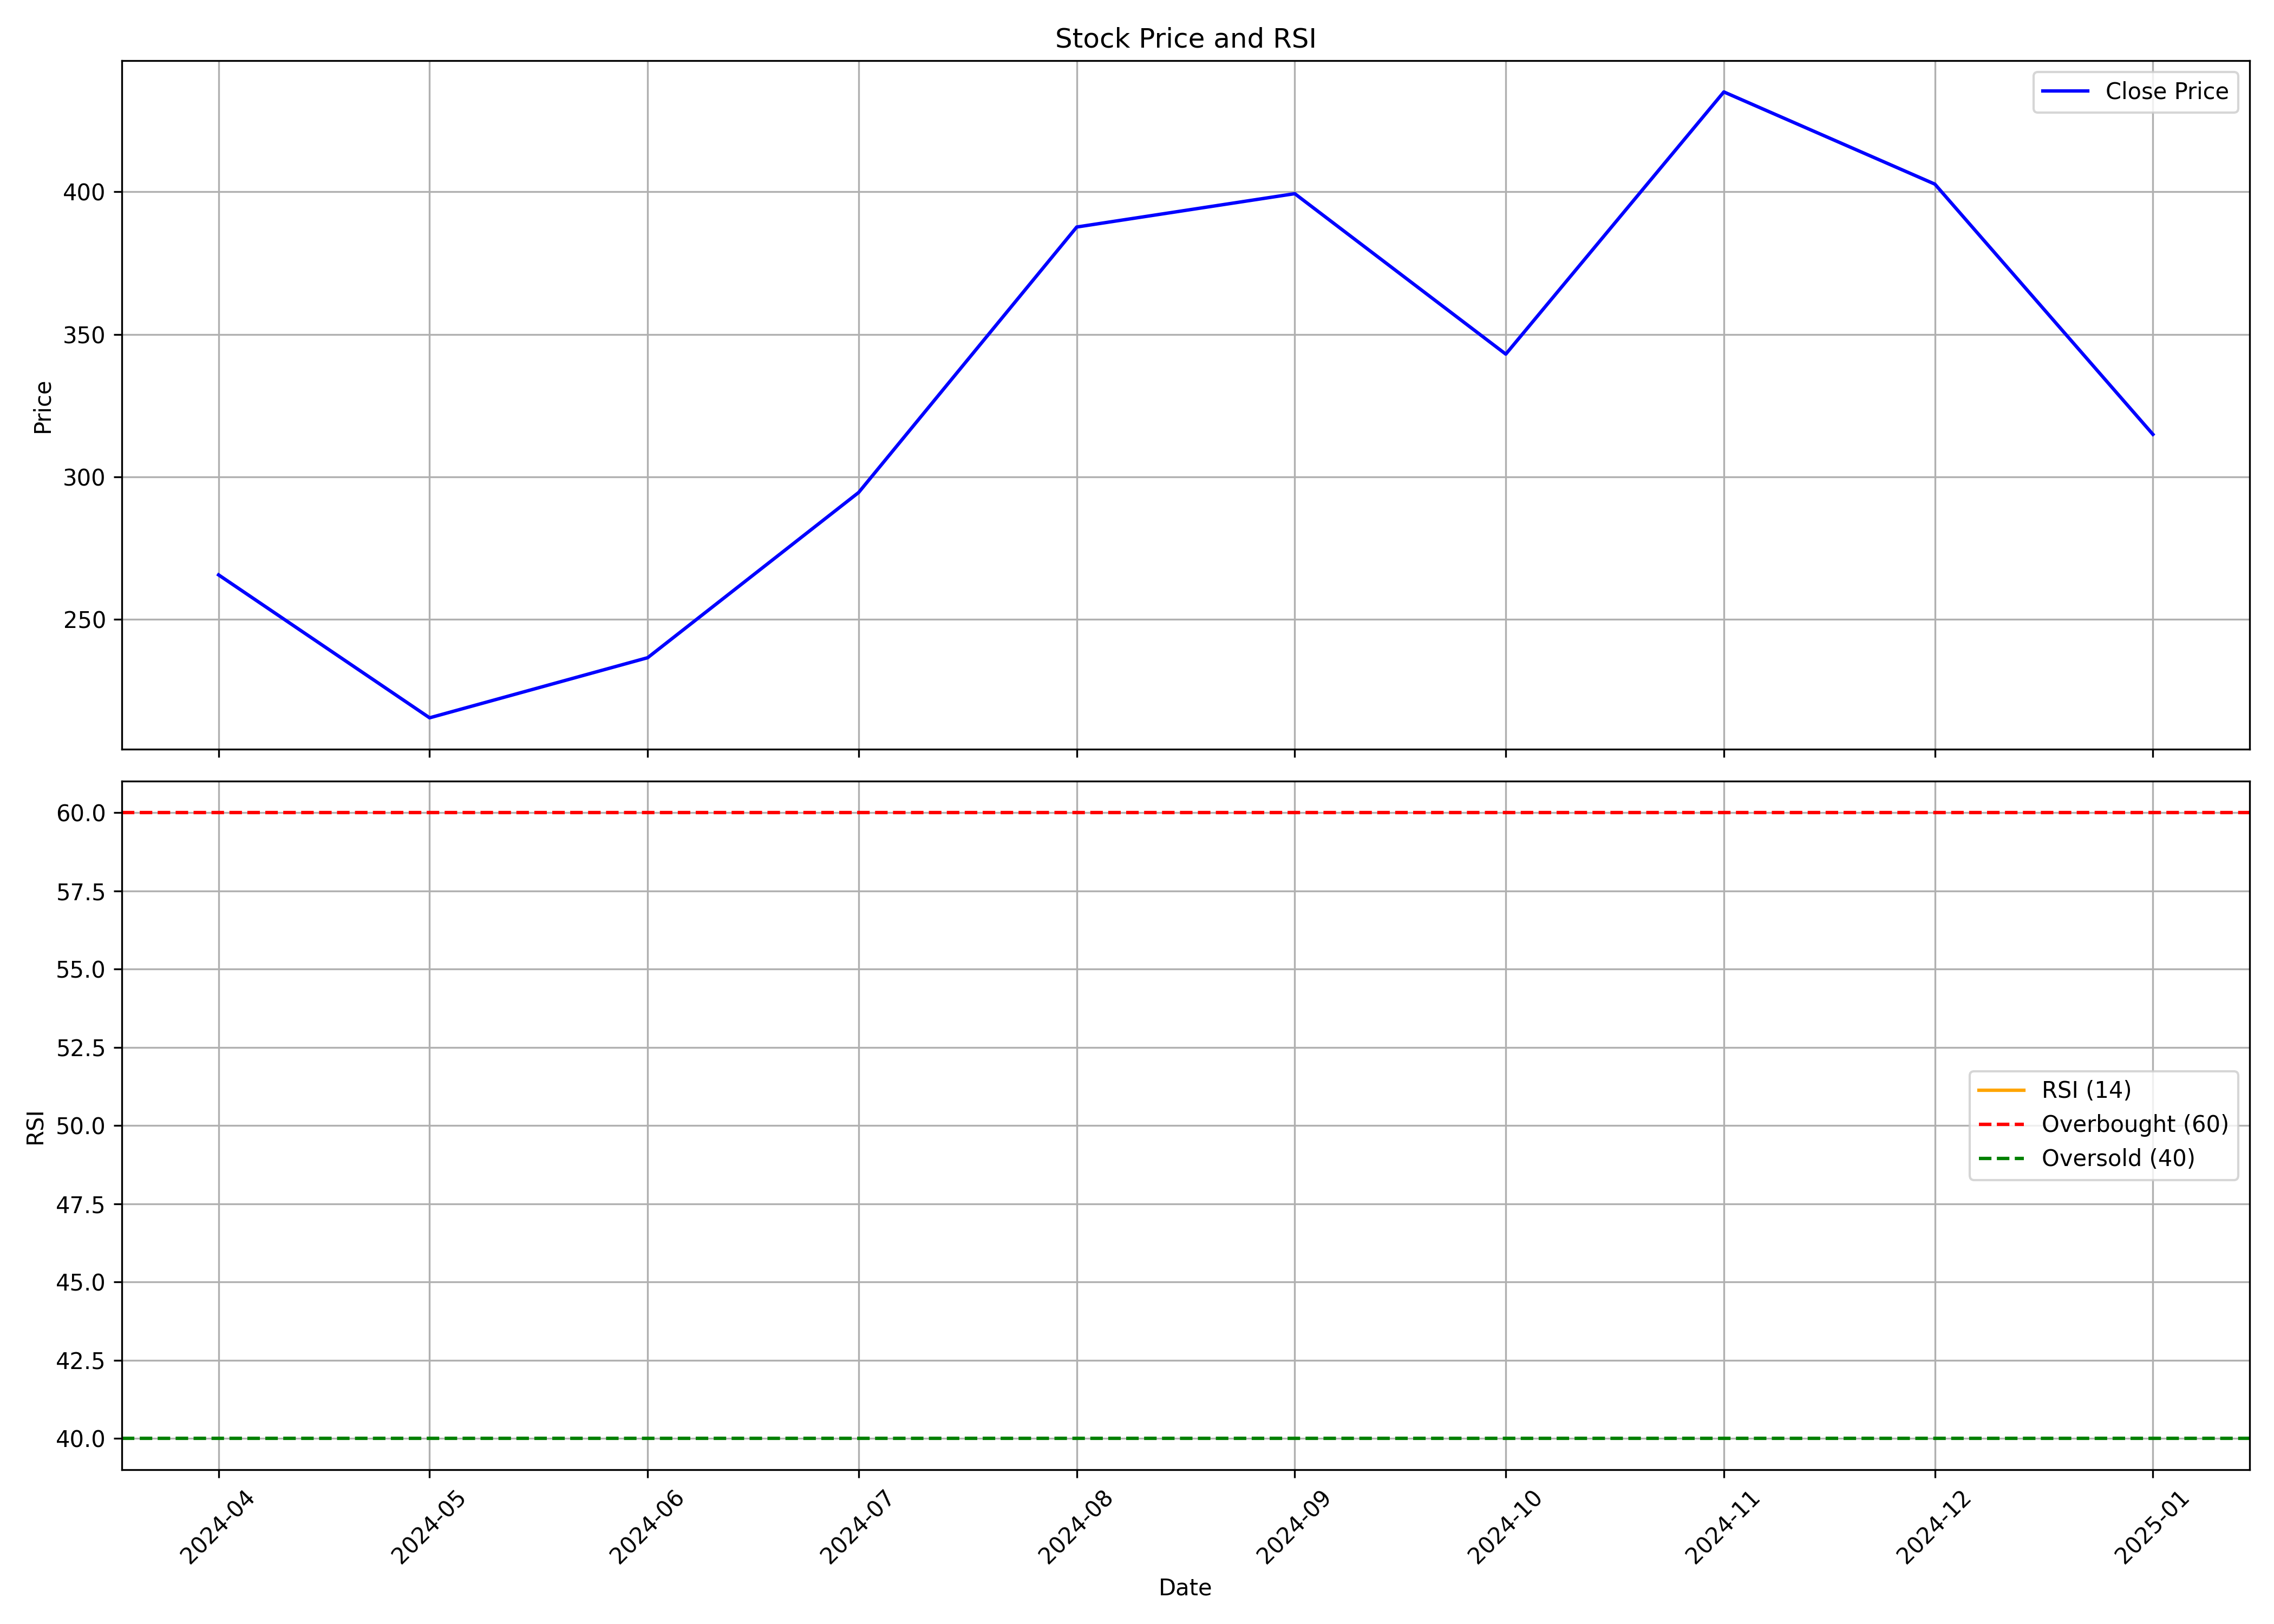 Stock Price and RSI
Close Price
400
350
300
250
Price
60.0
57.5
55.0
52.5
50.0
47.5
45.0
42.5
40.0
RSI
RSI (14)
Overbought (60)
Oversold (40)
2024-04
2024-05
2024-06
2024-07
2024-08
2024-09
2024-10
2024-11
2024-12
2025-01
Date